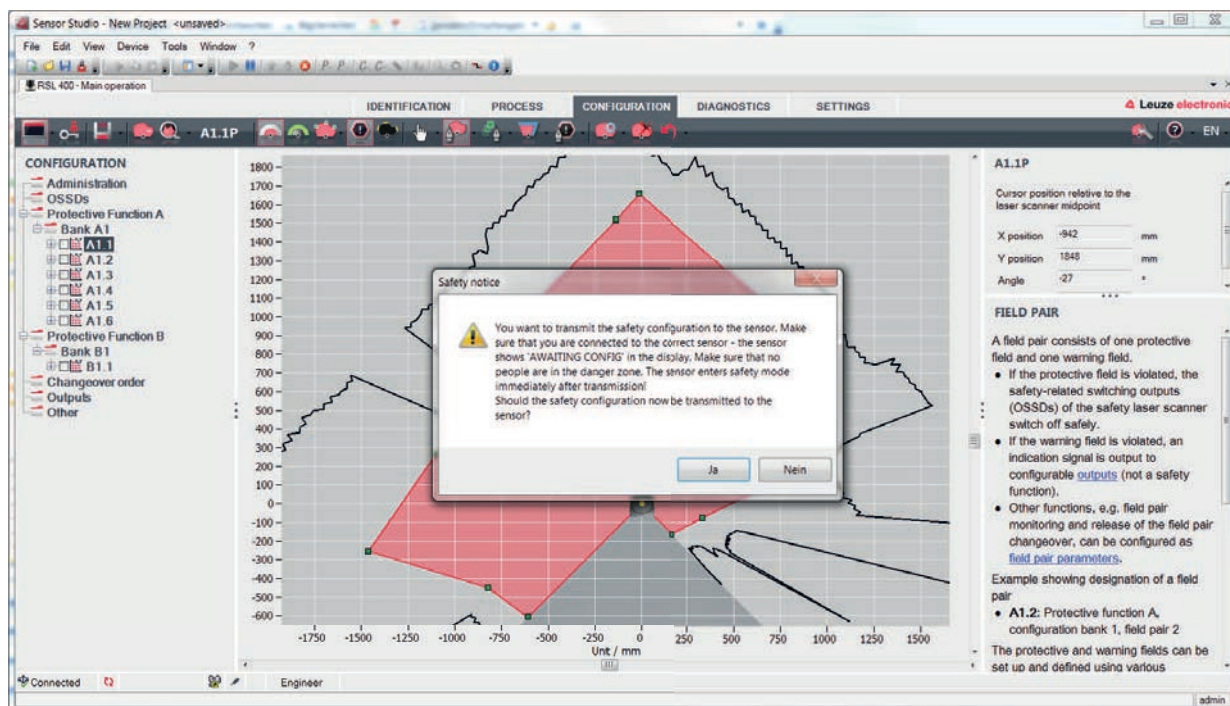 Sensor Studio - New Project <unsaved>
File Edit View Device Tools Window ?
RSL 400 - Main operation
IDENTIFICATION PROCESS CONFIGURATION DIAGNOSTICS SETTINGS
Leuze electronic
A1.1P
EN
CONFIGURATION
Administration
OSSDs
Protective Function A
Bank A1
A1.1
A1.2
A1.3
A1.4
A1.5
A1.6
Protective Function B
Bank B1
B1.1
Changeover order
Outputs
Other
1800
1700
1600
1500
1400
1300
1200
1100
1000
900
800
700
600
500
400
300
200
100
0
-100
-200
-300
-400
-500
-600
-1750 -1500 -1250 -1000 -750 -500 -250 0 250 500 750 1000 1250 1500
Unt / mm
Safety notice
You want to transmit the safety configuration to the sensor. Make
sure that you are connected to the correct sensor - the sensor
shows 'AWAITING CONFIG' in the display. Make sure that no
people are in the danger zone. The sensor enters safety mode
immediately after transmission!
Should the safety configuration now be transmitted to the
sensor?
Ja Nein
A1.1P
Cursor position relative to the
laser scanner midpoint
X position -942 mm
Y position 1848 mm
Angle -27 °
FIELD PAIR
A field pair consists of one protective
field and one warning field.
• If the protective field is violated, the
safety-related switching outputs
(OSSDs) of the safety laser scanner
switch off safely.
• If the warning field is violated, an
indication signal is output to
configurable outputs (not a safety
function).
• Other functions, e.g. field pair
monitoring and release of the field pair
changeover, can be configured as
field pair parameters.
Example showing designation of a field
pair
• A1.2: Protective function A,
configuration bank 1, field pair 2
The protective and warning fields can be
set up and defined using various
Connected
Engineer
admin